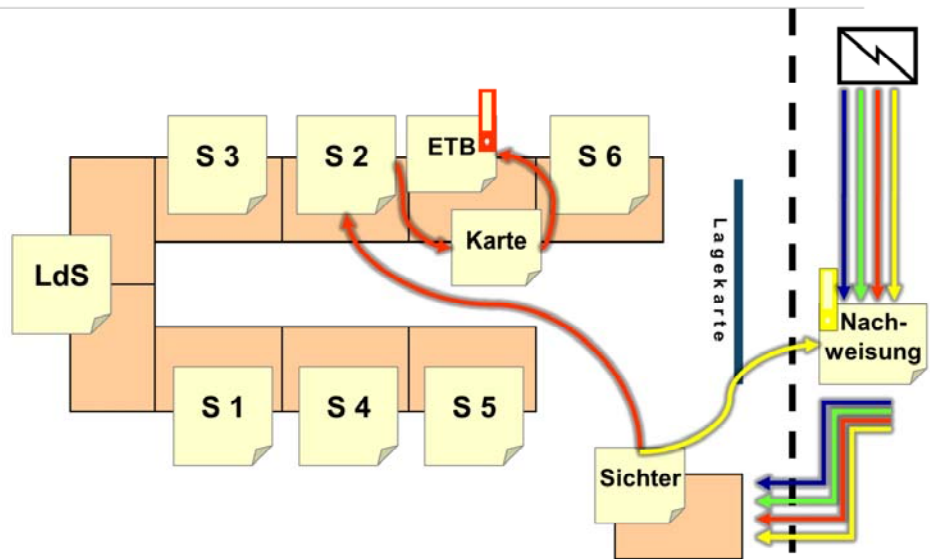 S 3
S 2
ETB
S 6
Karte
LdS
Lagekarte
Nach-
weisung
S 1
S 4
S 5
Sichter